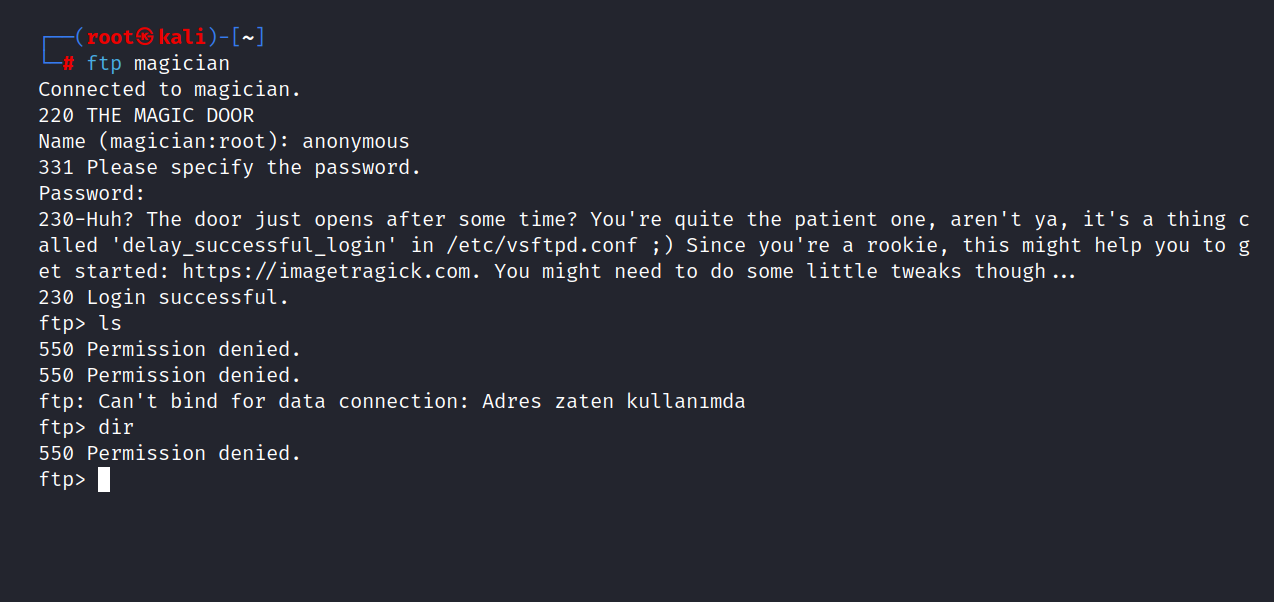 ┌──(root㉿kali)-[~]
└─# ftp magician
Connected to magician.
220 THE MAGIC DOOR
Name (magician:root): anonymous
331 Please specify the password.
Password:
230-Huh? The door just opens after some time? You're quite the patient one, aren't ya, it's a thing c
alled 'delay_successful_login' in /etc/vsftpd.conf ;) Since you're a rookie, this might help you to g
et started: https://imagetragick.com. You might need to do some little tweaks though...
230 Login successful.
ftp> ls
550 Permission denied.
550 Permission denied.
ftp: Can't bind for data connection: Adres zaten kullanımda
ftp> dir
550 Permission denied.
ftp>